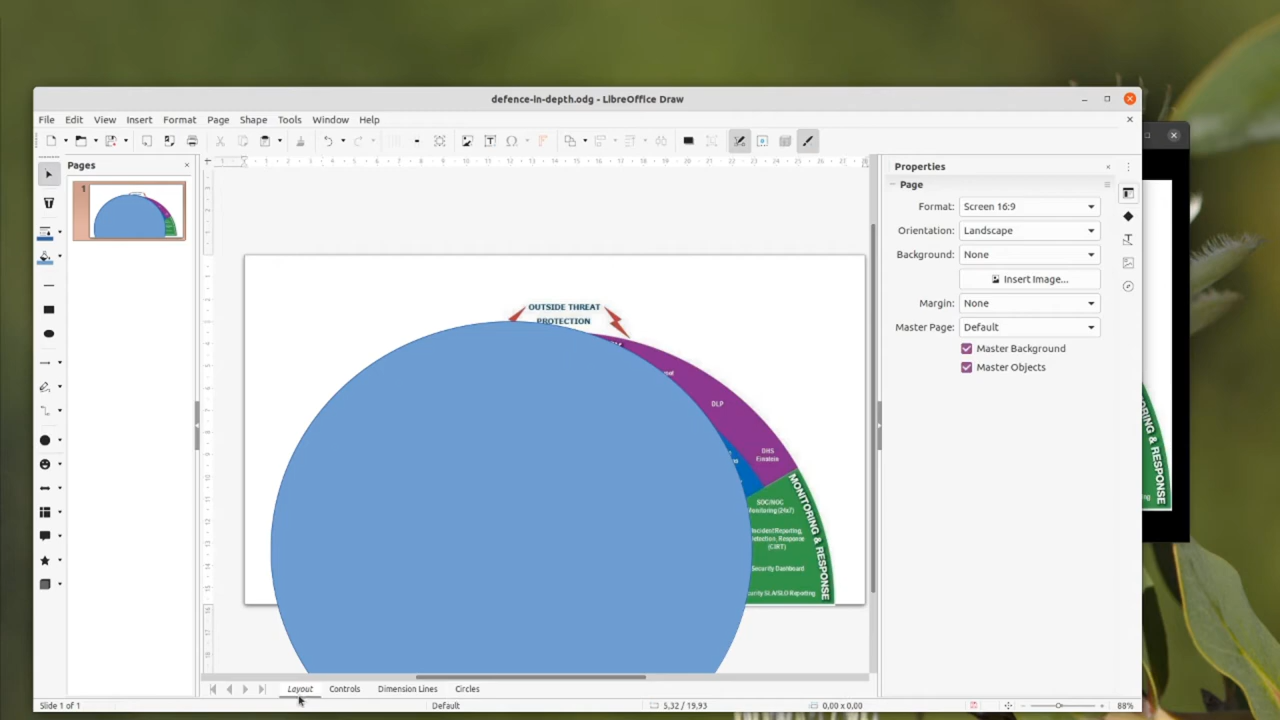 defence-in-depth.odg - LibreOffice Draw
File Edit View Insert Format Page Shape Tools Window Help
Pages
1
Properties
Page
Format: Screen 16:9
Orientation: Landscape
Background: None
Insert Image...
Margin: None
Master Page: Default
Master Background
Master Objects
OUTSIDE THREAT
PROTECTION
DLP
DHS
Einstein
MONITORING & RESPONSE
SOC/NOC
Monitoring (24x7)
Incident Reporting,
Detection, Response
(CIRT)
Security Dashboard
Security SLA/SLO Reporting
ORING & RESPONSE
Layout Controls Dimension Lines Circles
Slide 1 of 1 Default 5,32 / 19,93 0,00 x 0,00 88%